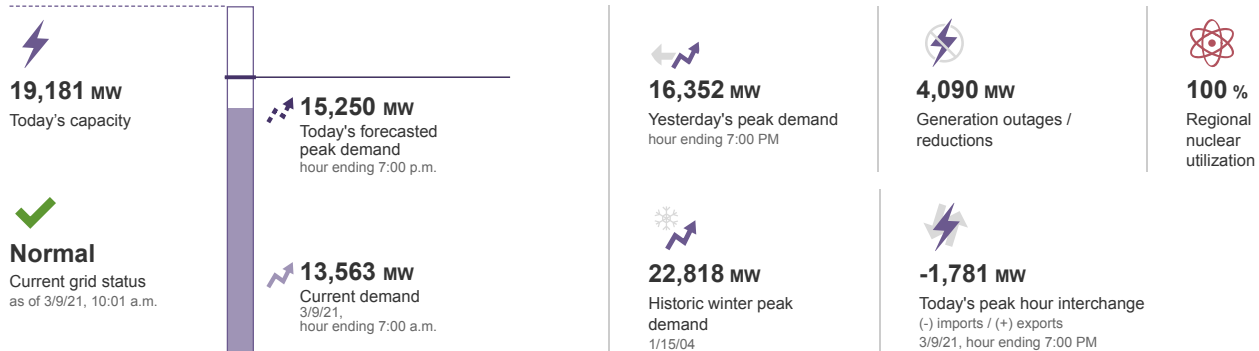 19,181 MW
Today's capacity
Normal
Current grid status
as of 3/9/21, 10:01 a.m.
15,250 MW
Today's forecasted
peak demand
hour ending 7:00 p.m.
13,563 MW
Current demand
3/9/21,
hour ending 7:00 a.m.
16,352 MW
Yesterday's peak demand
hour ending 7:00 PM
4,090 MW
Generation outages /
reductions
100 %
Regional
nuclear
utilization
22,818 MW
Historic winter peak
demand
1/15/04
-1,781 MW
Today's peak hour interchange
(-) imports / (+) exports
3/9/21, hour ending 7:00 PM